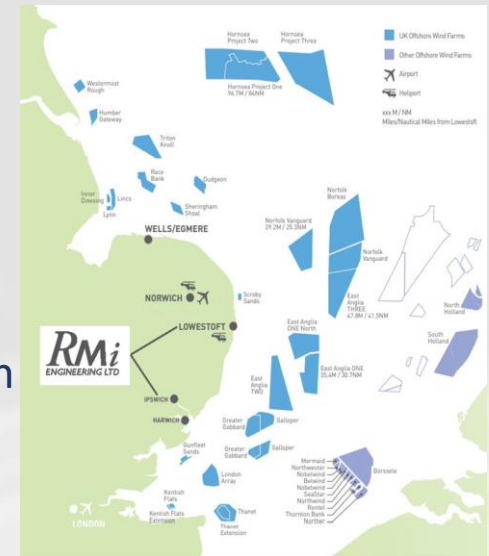 Hornsea
Project Two
Hornsea
Project Three
Hornsea Project One
96.7M / 84NM
UK Offshore Wind Farms
Other Offshore Wind Farms
Airport
Heliport
xxx M / NM
Miles/Nautical Miles from Lowestoft
Westermost
Rough
Humber
Gateway
Triton
Knoll
Race
Bank
Dudgeon
Inner
Dowsing
Lincs
Lynn
Sheringham
Shoal
WELLS/EGMERE
Norfolk
Boreas
Norfolk Vanguard
29.2M / 25.3NM
Norfolk
Vanguard
NORWICH
Scroby
Sands
LOWESTOFT
East
Anglia
THREE
47.8M / 41.5NM
North
Holland
South
Holland
RMi
ENGINEERING LTD
n
East Anglia
ONE North
East Anglia ONE
35.4M / 30.7NM
East
Anglia
TWO
IPSWICH
HARWICH
Greater
Gabbard
Galloper
Gunfleet
Sands
Greater
Gabbard
Galloper
London
Array
Mermaid
Northwester
Nobelwind
Belwind
Nobelwind
SeaStar
Northwind
Rentel
Thornton Bank
Norther
Borssele
Kentish
Flats
Kentish Flats
Extension
Thanet
Thanet
Extension
LONDON